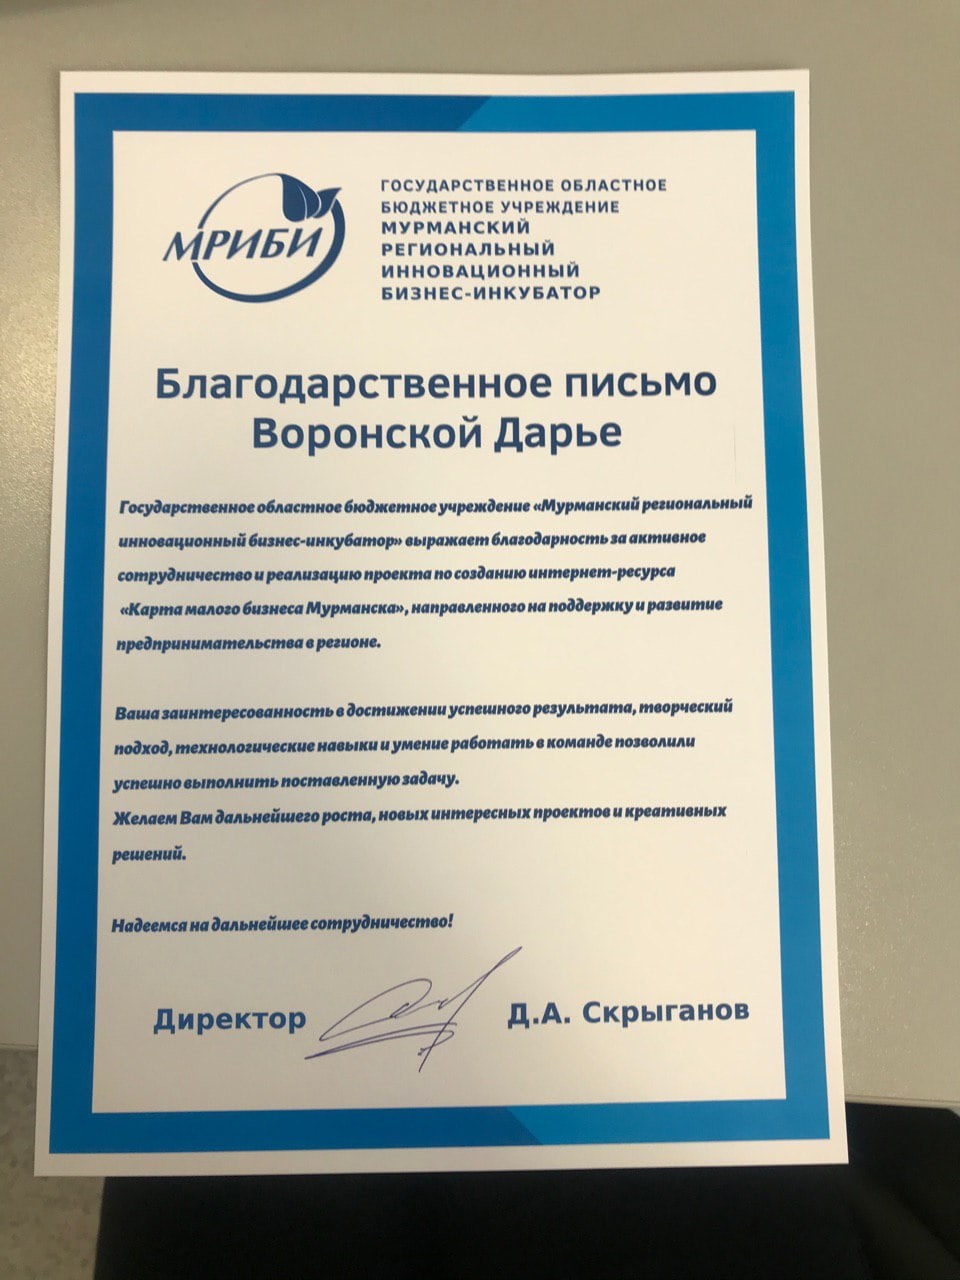 МРИБИ
ГОСУДАРСТВЕННОЕ ОБЛАСТНОЕ
БЮДЖЕТНОЕ УЧРЕЖДЕНИЕ
МУРМАНСКИЙ
РЕГИОНАЛЬНЫЙ
ИННОВАЦИОННЫЙ
БИЗНЕС-ИНКУБАТОР
Благодарственное письмо
Воронской Дарье
Государственное областное бюджетное учреждение «Мурманский региональный
инновационный бизнес-инкубатор» выражает благодарность за активное
сотрудничество и реализацию проекта по созданию интернет-ресурса
«Карта малого бизнеса Мурманска», направленного на поддержку и развитие
предпринимательства в регионе.
Ваша заинтересованность в достижении успешного результата, творческий
подход, технологические навыки и умение работать в команде позволили
успешно выполнить поставленную задачу.
Желаем Вам дальнейшего роста, новых интересных проектов и креативных
решений.
Надеемся на дальнейшее сотрудничество!
Директор Д.А. Скрыганов